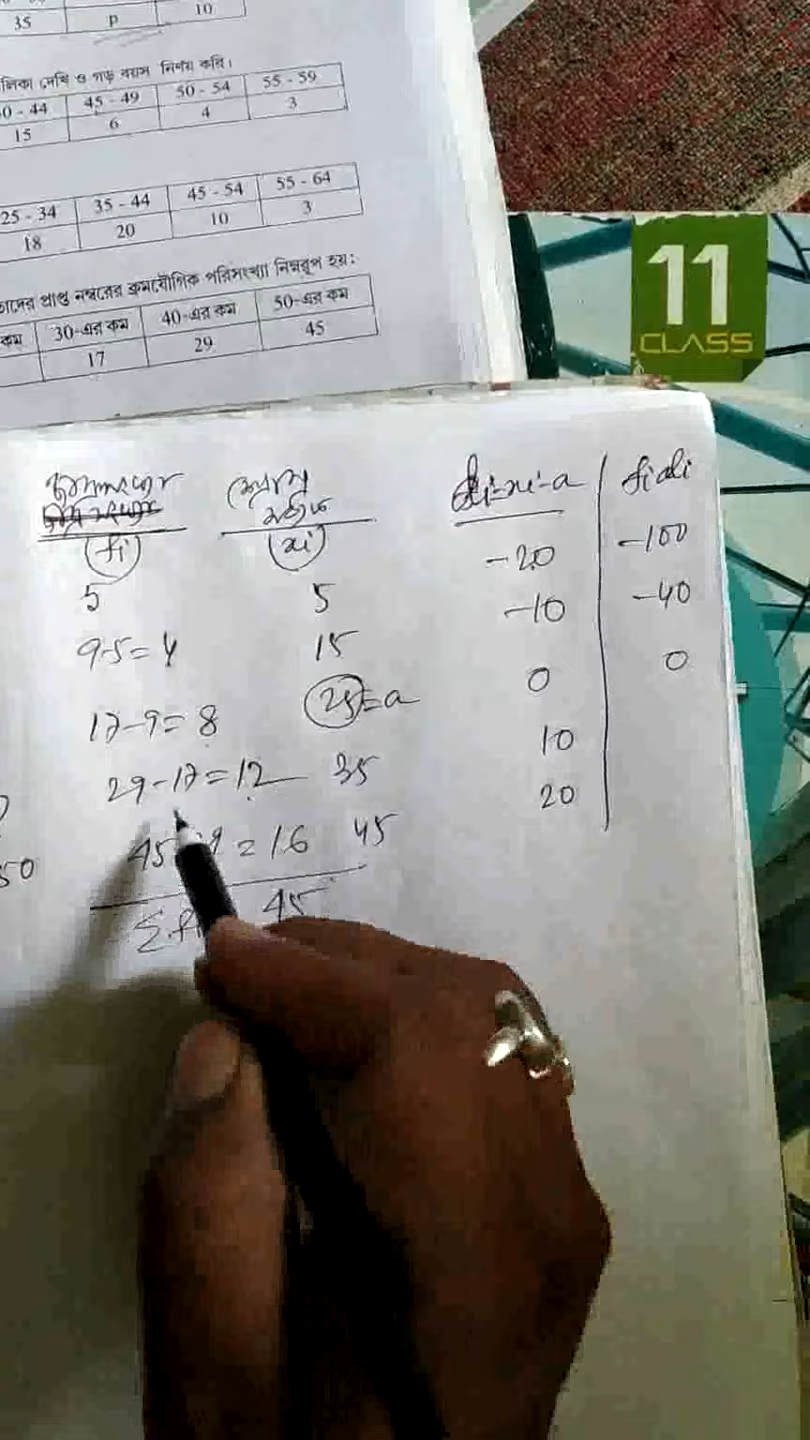 35 P 10
তালিকা দেখি ও গড় বয়স নির্ণয় করি।
0 - 44 45 - 49 50 - 54 55 - 59
15 6 4 3
25 - 34 35 - 44 45 - 54 55 - 64
18 20 10 3
তাদের প্রাপ্ত নম্বরের ক্রমযৌগিক পরিসংখ্যা নিম্নরূপ হয়:
কম 30-এর কম 40-এর কম 50-এর কম
17 29 45
11
CLASS
শ্রেণি di=xi-a fidi
(fi) (xi)
5 5 -20 -100
9-5=4 15 -10 -40
17-9=8 25=a 0 0
29-17=12 35 10
45 = 16 45 20
50
Σf 45